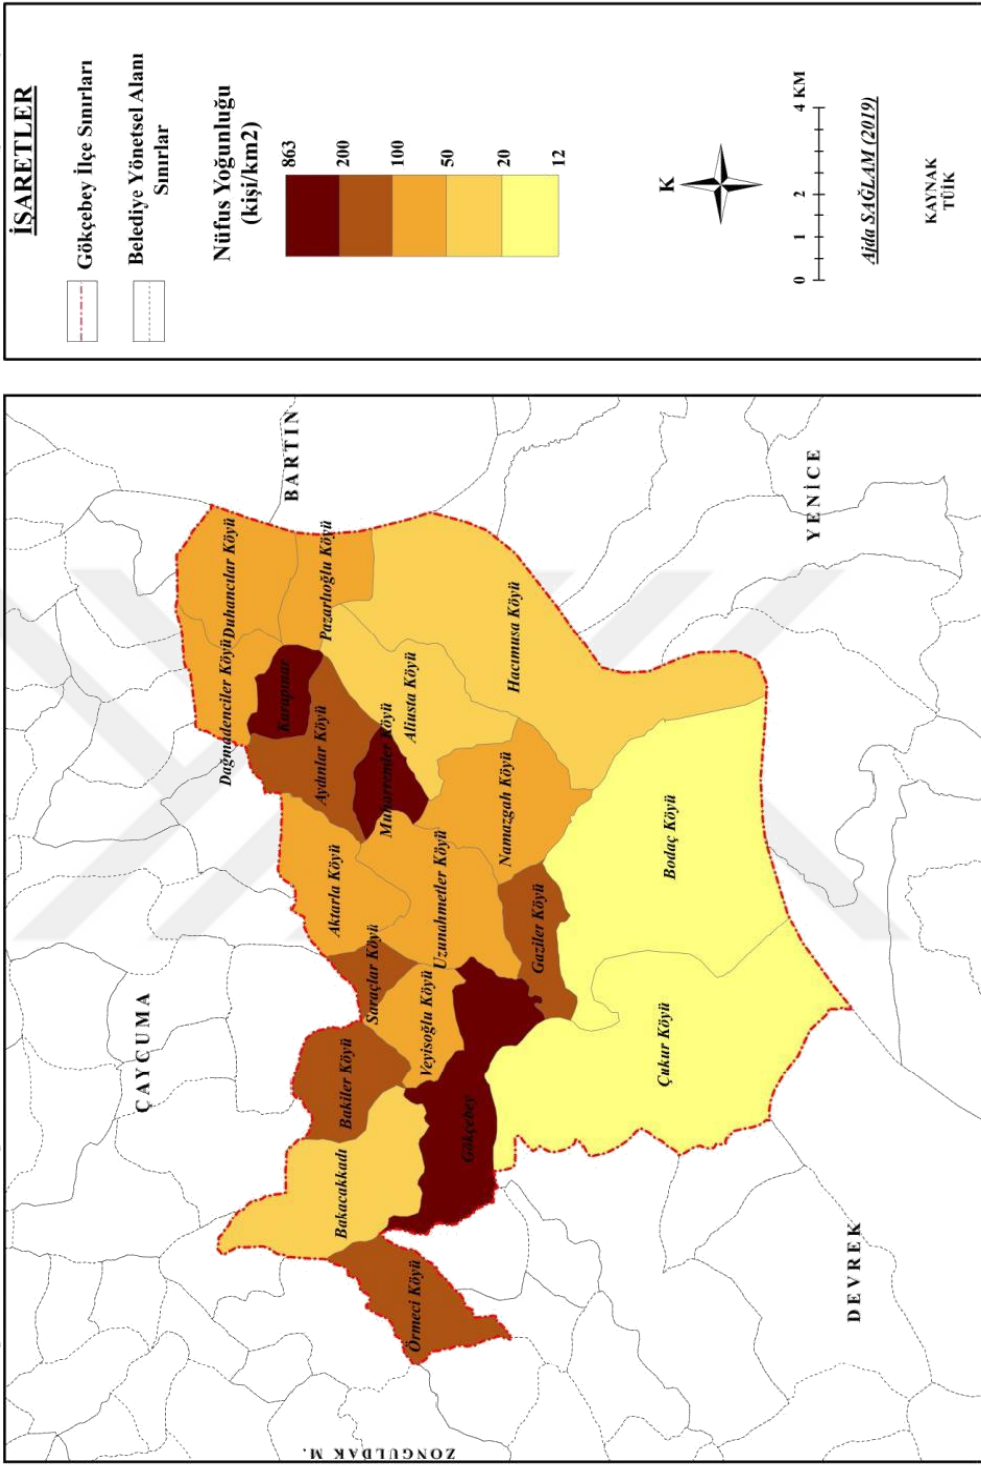 İŞARETLER
Gökçebey İlçe Sınırları
Belediye Yönetsel Alanı
Sınırlar
Nüfus Yoğunluğu
(kişi/km2)
863
200
100
50
20
12
K
0 1 2 4 KM
Ajda SAĞLAM (2019)
KAYNAK
TÜİK
ZONGULDAK M.
ÇAYCUMA
BARTIN
DEVREK
YENİCE
Dağmadenciler Köyü
Duhancılar Köyü
Karapınar
Pazarlıoğlu Köyü
Aydınlar Köyü
Aktarla Köyü
Muharremler Köyü
Aliusta Köyü
Saraçlar Köyü
Bakiler Köyü
Bakacakkadı
Örmeci Köyü
Veyisoğlu Köyü
Uzunahmetler Köyü
Gökçebey
Namazgah Köyü
Hacımusa Köyü
Gaziler Köyü
Çukur Köyü
Bodaç Köyü